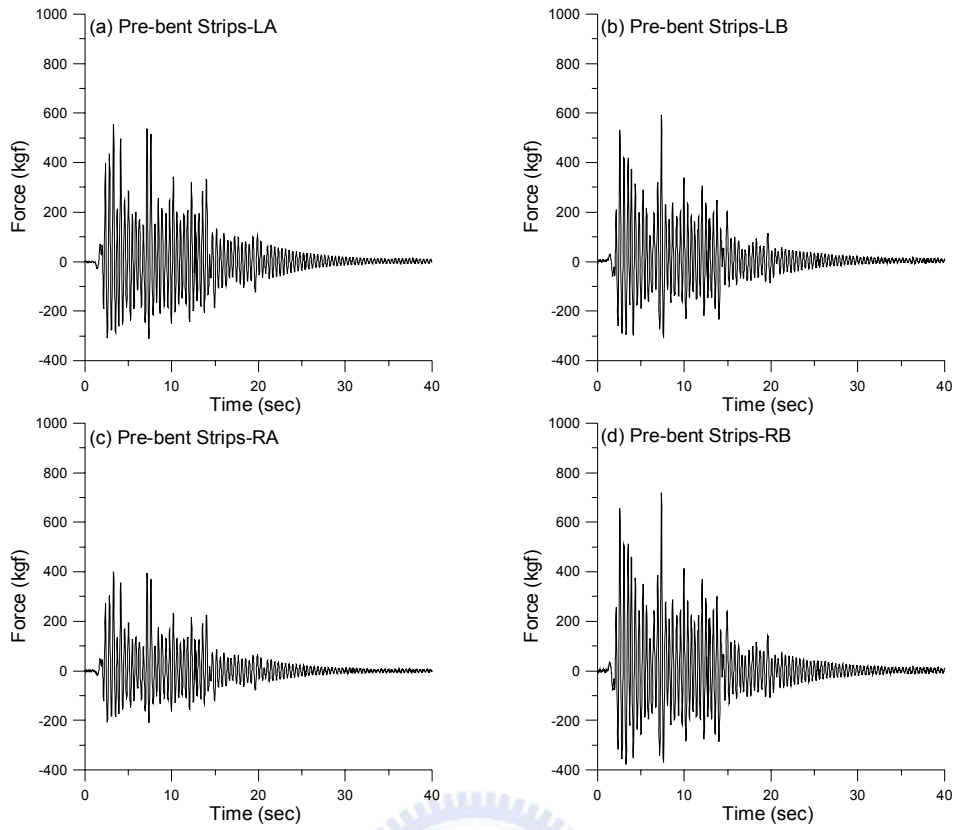 (a) Pre-bent Strips-LA
1000
800
600
400
200
0
-200
-400
Force (kgf)
0 10 20 30 40
Time (sec)
(b) Pre-bent Strips-LB
1000
800
600
400
200
0
-200
-400
Force (kgf)
0 10 20 30 40
Time (sec)
(c) Pre-bent Strips-RA
1000
800
600
400
200
0
-200
-400
Force (kgf)
0 10 20 30 40
Time (sec)
(d) Pre-bent Strips-RB
1000
800
600
400
200
0
-200
-400
Force (kgf)
0 10 20 30 40
Time (sec)